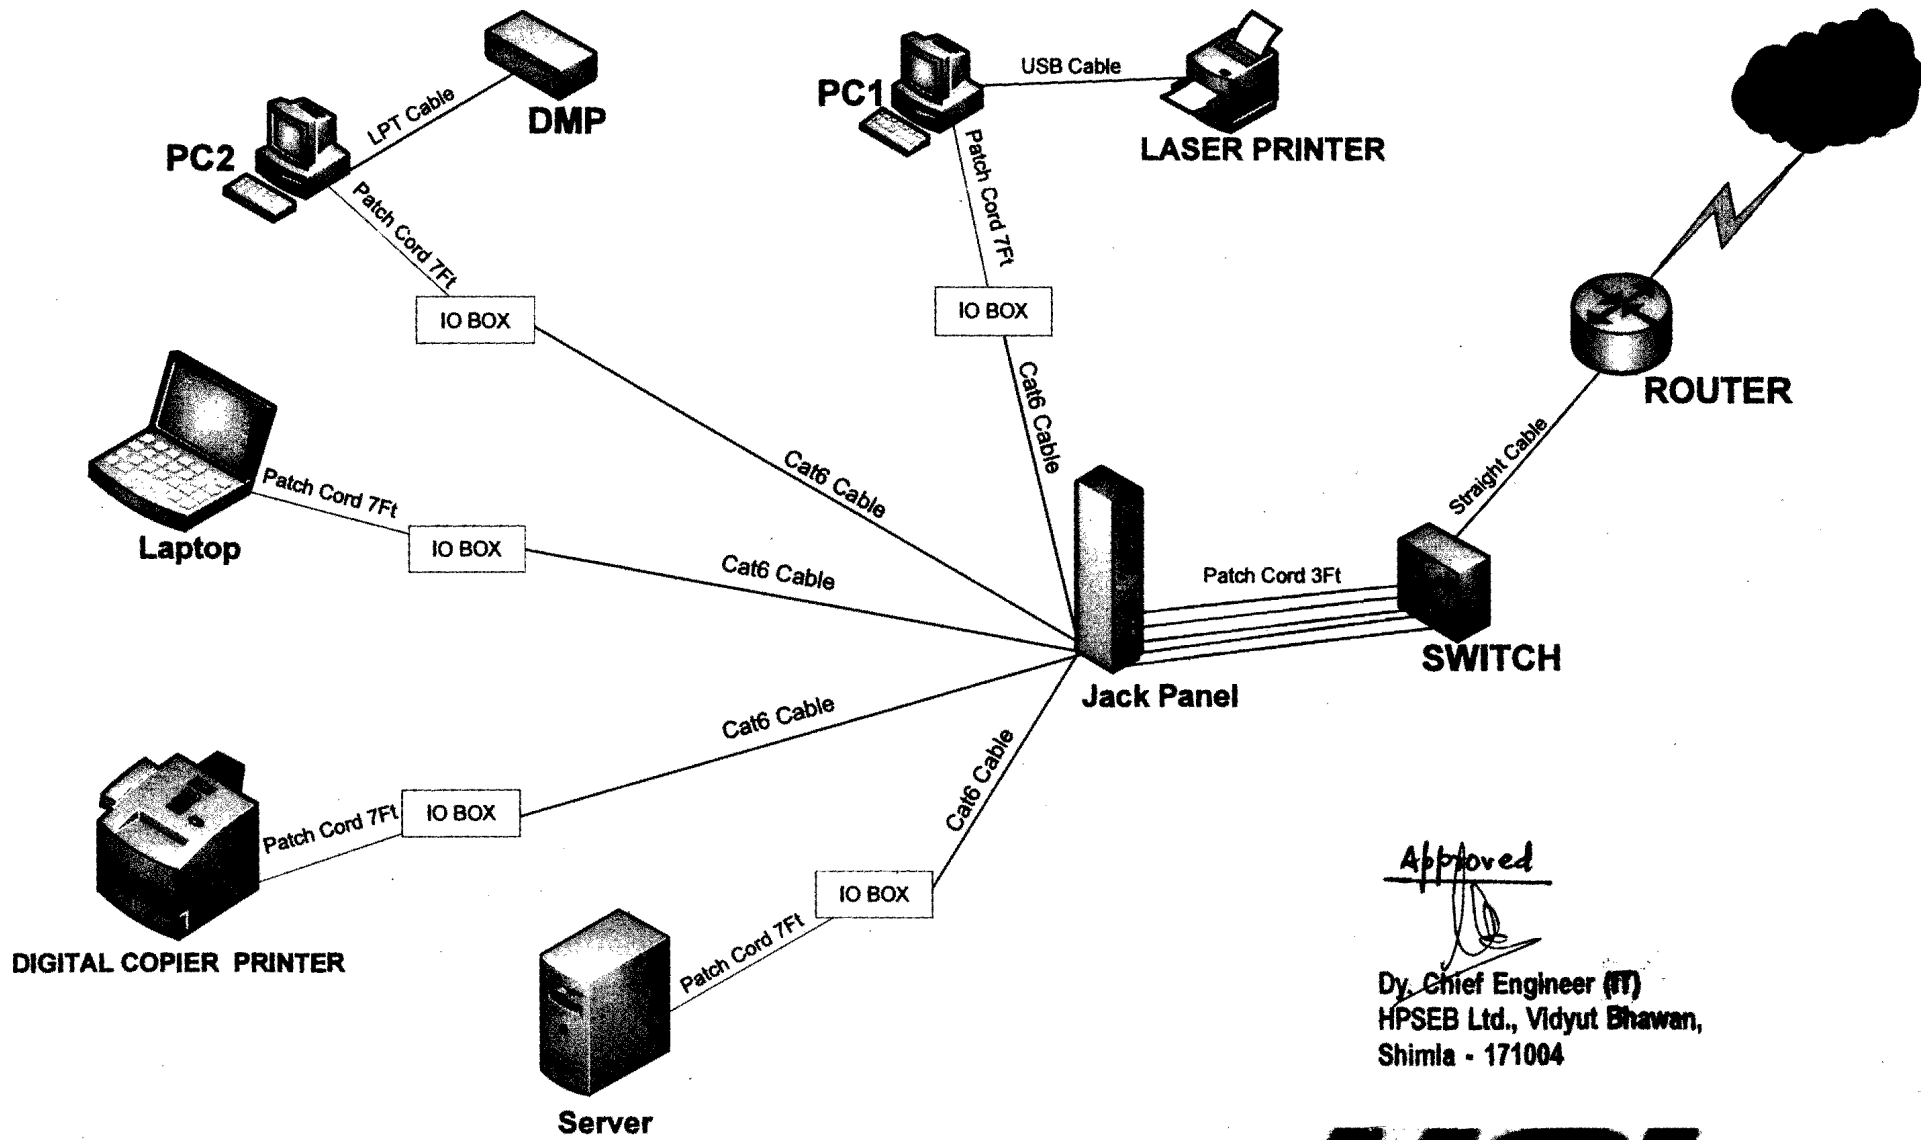 DMP
LPT Cable
PC2
Patch Cord 7Ft
IO BOX
PC1
USB Cable
LASER PRINTER
Patch Cord 7Ft
IO BOX
Cat6 Cable
ROUTER
Straight Cable
Laptop
Patch Cord 7Ft
IO BOX
Cat6 Cable
Cat6 Cable
Patch Cord 3Ft
SWITCH
Jack Panel
Cat6 Cable
Patch Cord 7Ft
IO BOX
DIGITAL COPIER PRINTER
1
Cat6 Cable
IO BOX
Patch Cord 7Ft
Server
Approved
Dy. Chief Engineer (IT)
HPSEB Ltd., Vidyut Bhawan,
Shimla - 171004